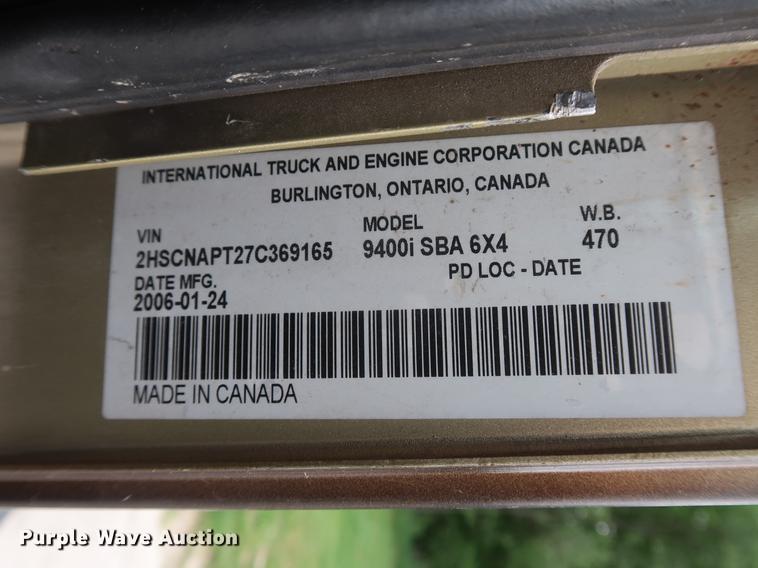 INTERNATIONAL TRUCK AND ENGINE CORPORATION CANADA
BURLINGTON, ONTARIO, CANADA
VIN MODEL W.B.
2HSCNAPT27C369165 9400i SBA 6X4 470
DATE MFG. PD LOC - DATE
2006-01-24
MADE IN CANADA
Purple Wave Auction